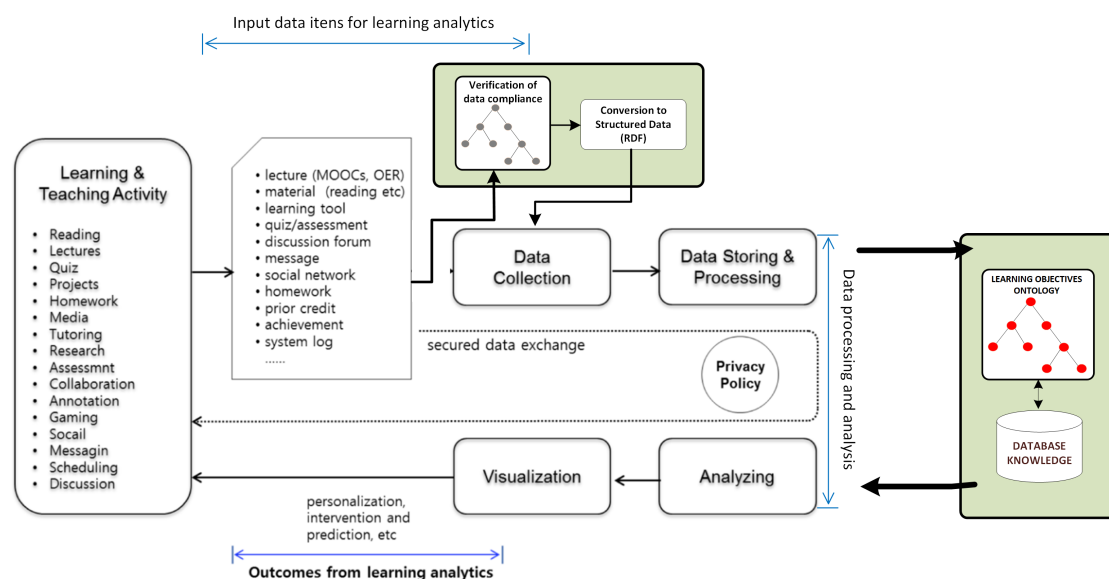 Input data itens for learning analytics
Verification of
data compliance
Conversion to
Structured Data
(RDF)
Learning &
Teaching Activity
• Reading
• Lectures
• Quiz
• Projects
• Homework
• Media
• Tutoring
• Research
• Assessmnt
• Collaboration
• Annotation
• Gaming
• Socail
• Messagin
• Scheduling
• Discussion
• lecture (MOOCs, OER)
• material (reading etc)
• learning tool
• quiz/assessment
• discussion forum
• message
• social network
• homework
• prior credit
• achievement
• system log
......
Data
Collection
Data Storing &
Processing
Data processing and analysis
LEARNING OBJECTIVES
ONTOLOGY
DATABASE
KNOWLEDGE
secured data exchange
Privacy
Policy
Visualization
Analyzing
personalization,
intervention and
prediction, etc
Outcomes from learning analytics